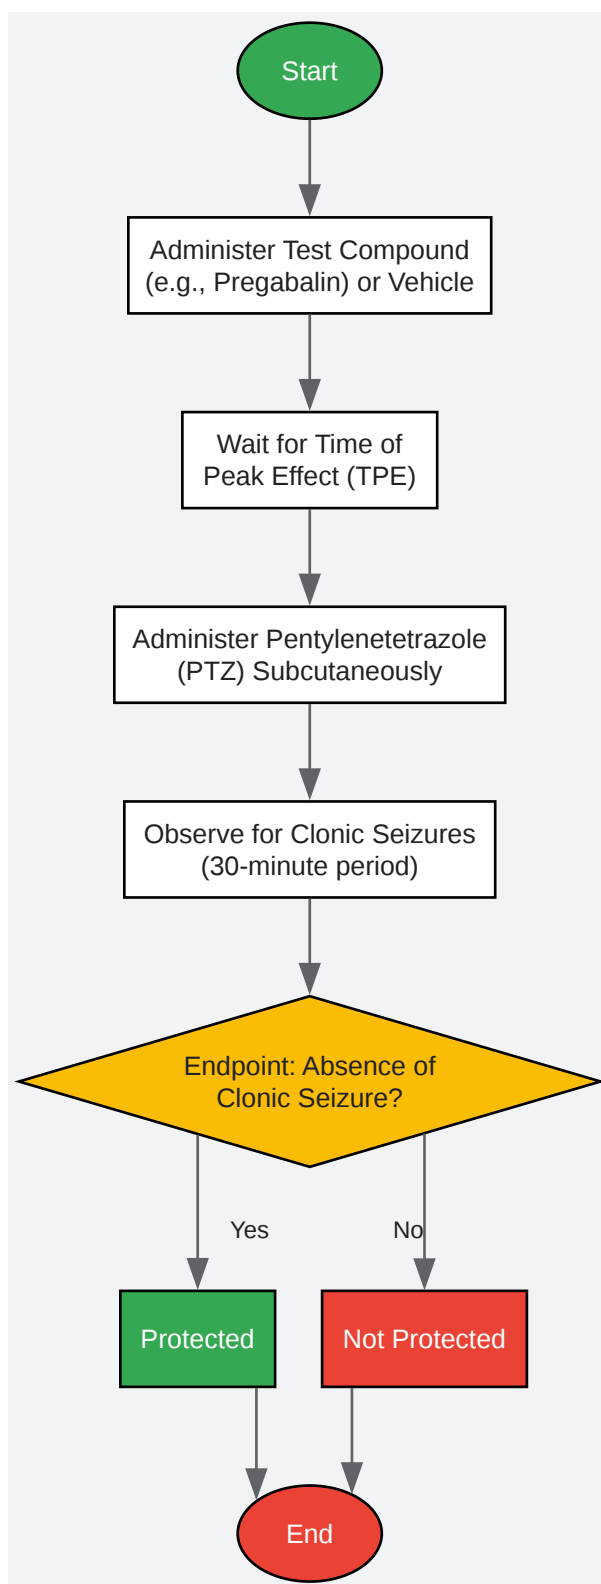 Start
Administer Test Compound
(e.g., Pregabalin) or Vehicle
Wait for Time of
Peak Effect (TPE)
Administer Pentylenetetrazole
(PTZ) Subcutaneously
Observe for Clonic Seizures
(30-minute period)
Endpoint: Absence of
Clonic Seizure?
Yes
No
Protected
Not Protected
End